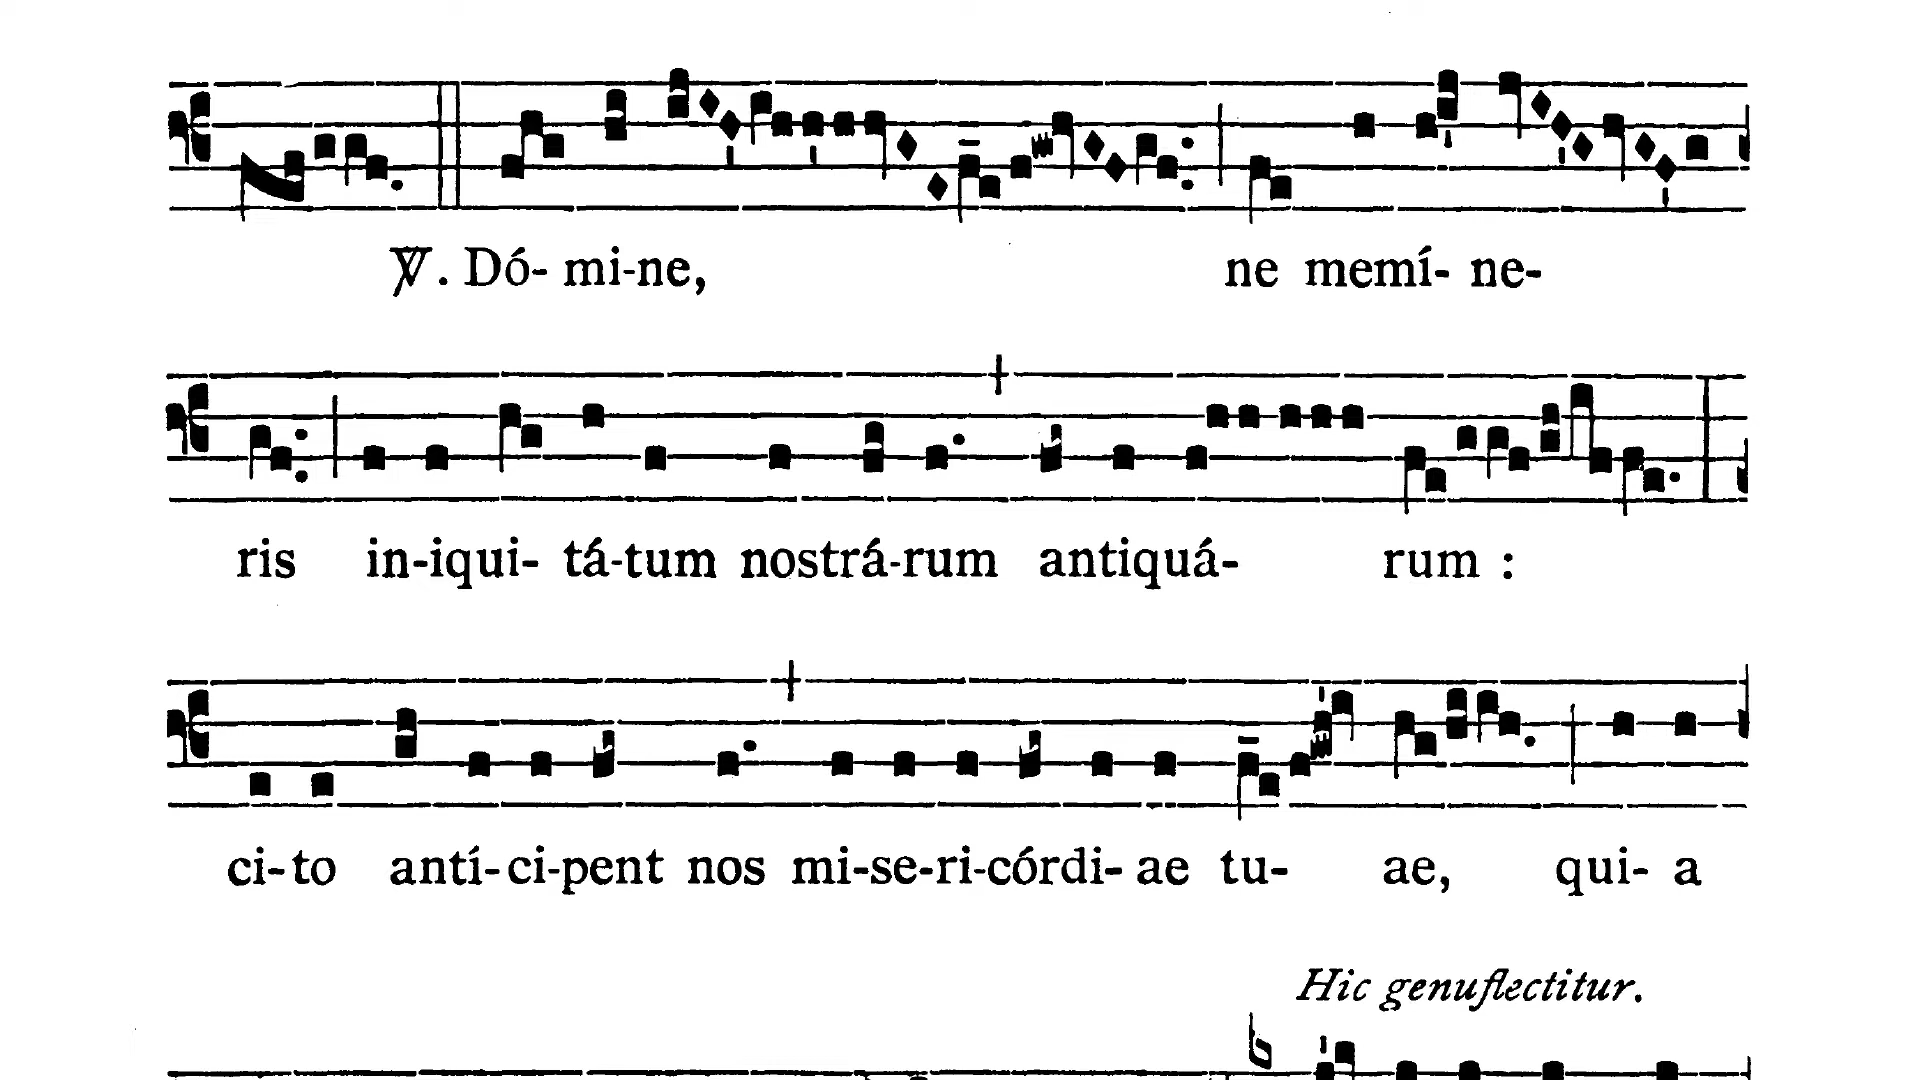 ℣. Dó- mi-ne, ne memí- ne-
ris in-iqui- tá-tum nostrá-rum antiquá- rum :
ci-to antí-ci-pent nos mi-se-ri-córdi- ae tu- ae, qui- a
Hic genuflectitur.